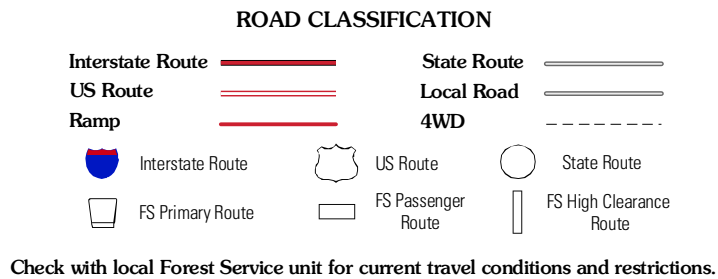 ROAD CLASSIFICATION
Interstate Route
State Route
US Route
Local Road
Ramp
4WD
Interstate Route
US Route
State Route
FS Primary Route
FS Passenger
Route
FS High Clearance
Route
Check with local Forest Service unit for current travel conditions and restrictions.